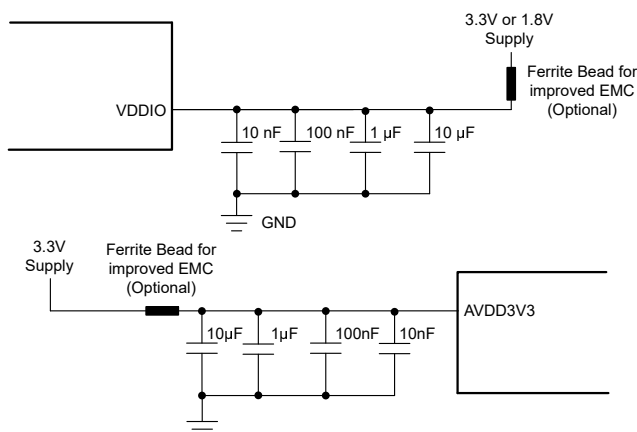 3.3V or 1.8V
Supply
Ferrite Bead for
improved EMC
(Optional)
VDDIO
10 nF
100 nF
1 µF
10 µF
GND
3.3V
Supply
Ferrite Bead for
improved EMC
(Optional)
AVDD3V3
10µF
1µF
100nF
10nF